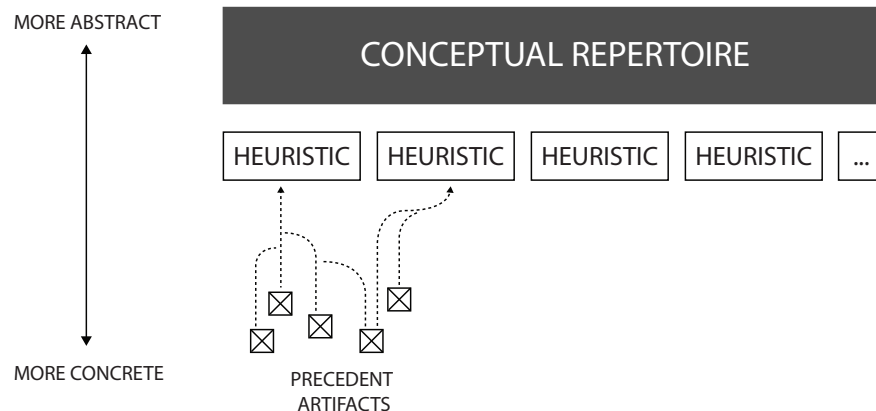 MORE ABSTRACT
CONCEPTUAL REPERTOIRE
HEURISTIC
HEURISTIC
HEURISTIC
HEURISTIC
...
MORE CONCRETE
PRECEDENT
ARTIFACTS